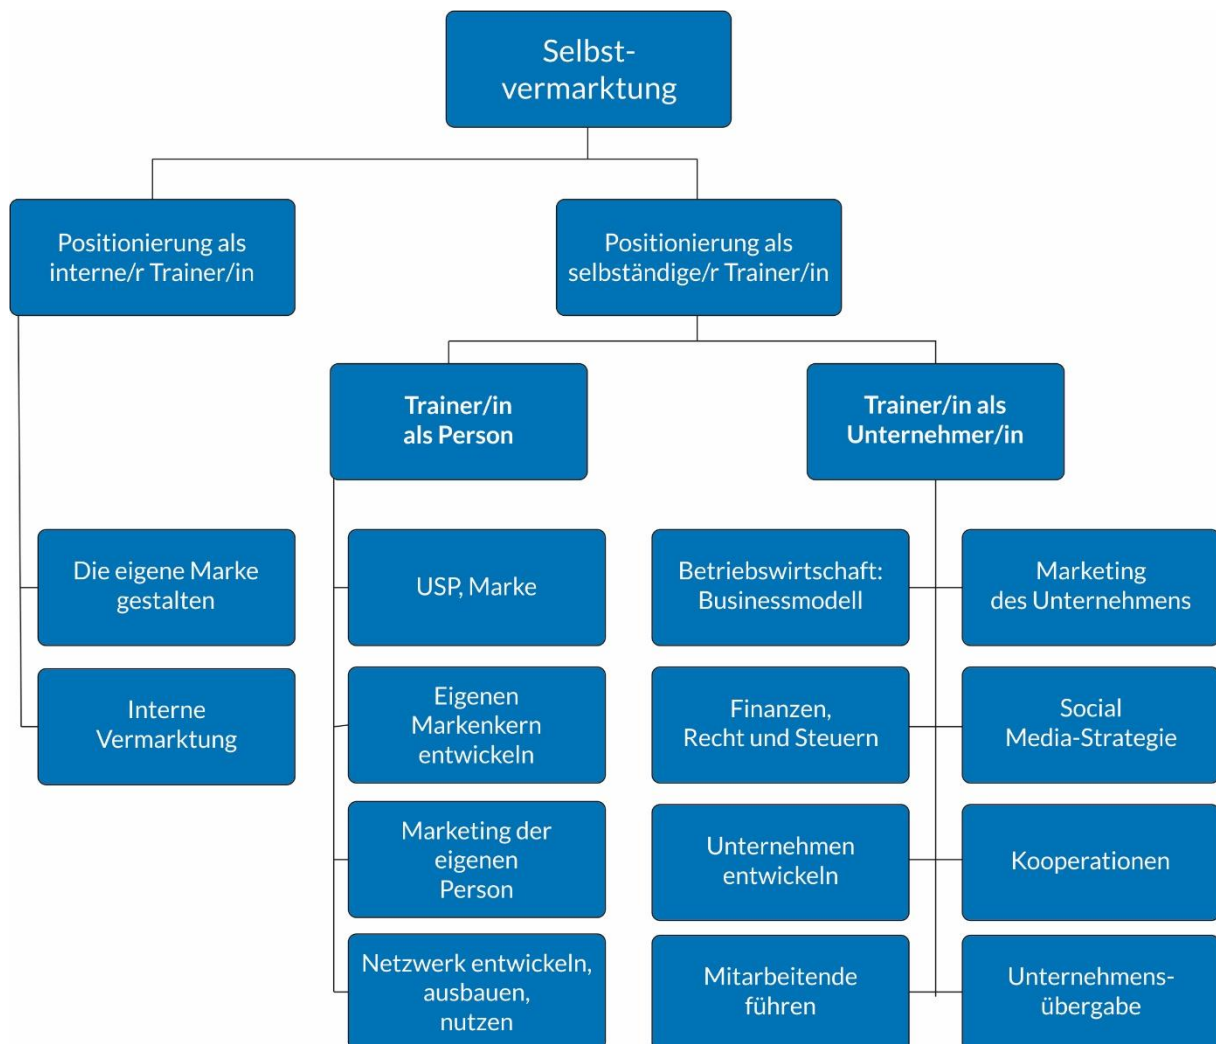 Selbst-
vermarktung
Positionierung als
interne/r Trainer/in
Positionierung als
selbständige/r Trainer/in
Trainer/in
als Person
Trainer/in als
Unternehmer/in
Die eigene Marke
gestalten
USP, Marke
Betriebswirtschaft:
Businessmodell
Marketing
des Unternehmens
Interne
Vermarktung
Eigenen
Markenkern
entwickeln
Finanzen,
Recht und Steuern
Social
Media-Strategie
Marketing der
eigenen
Person
Unternehmen
entwickeln
Kooperationen
Netzwerk entwickeln,
ausbauen,
nutzen
Mitarbeitende
führen
Unternehmens-
übergabe